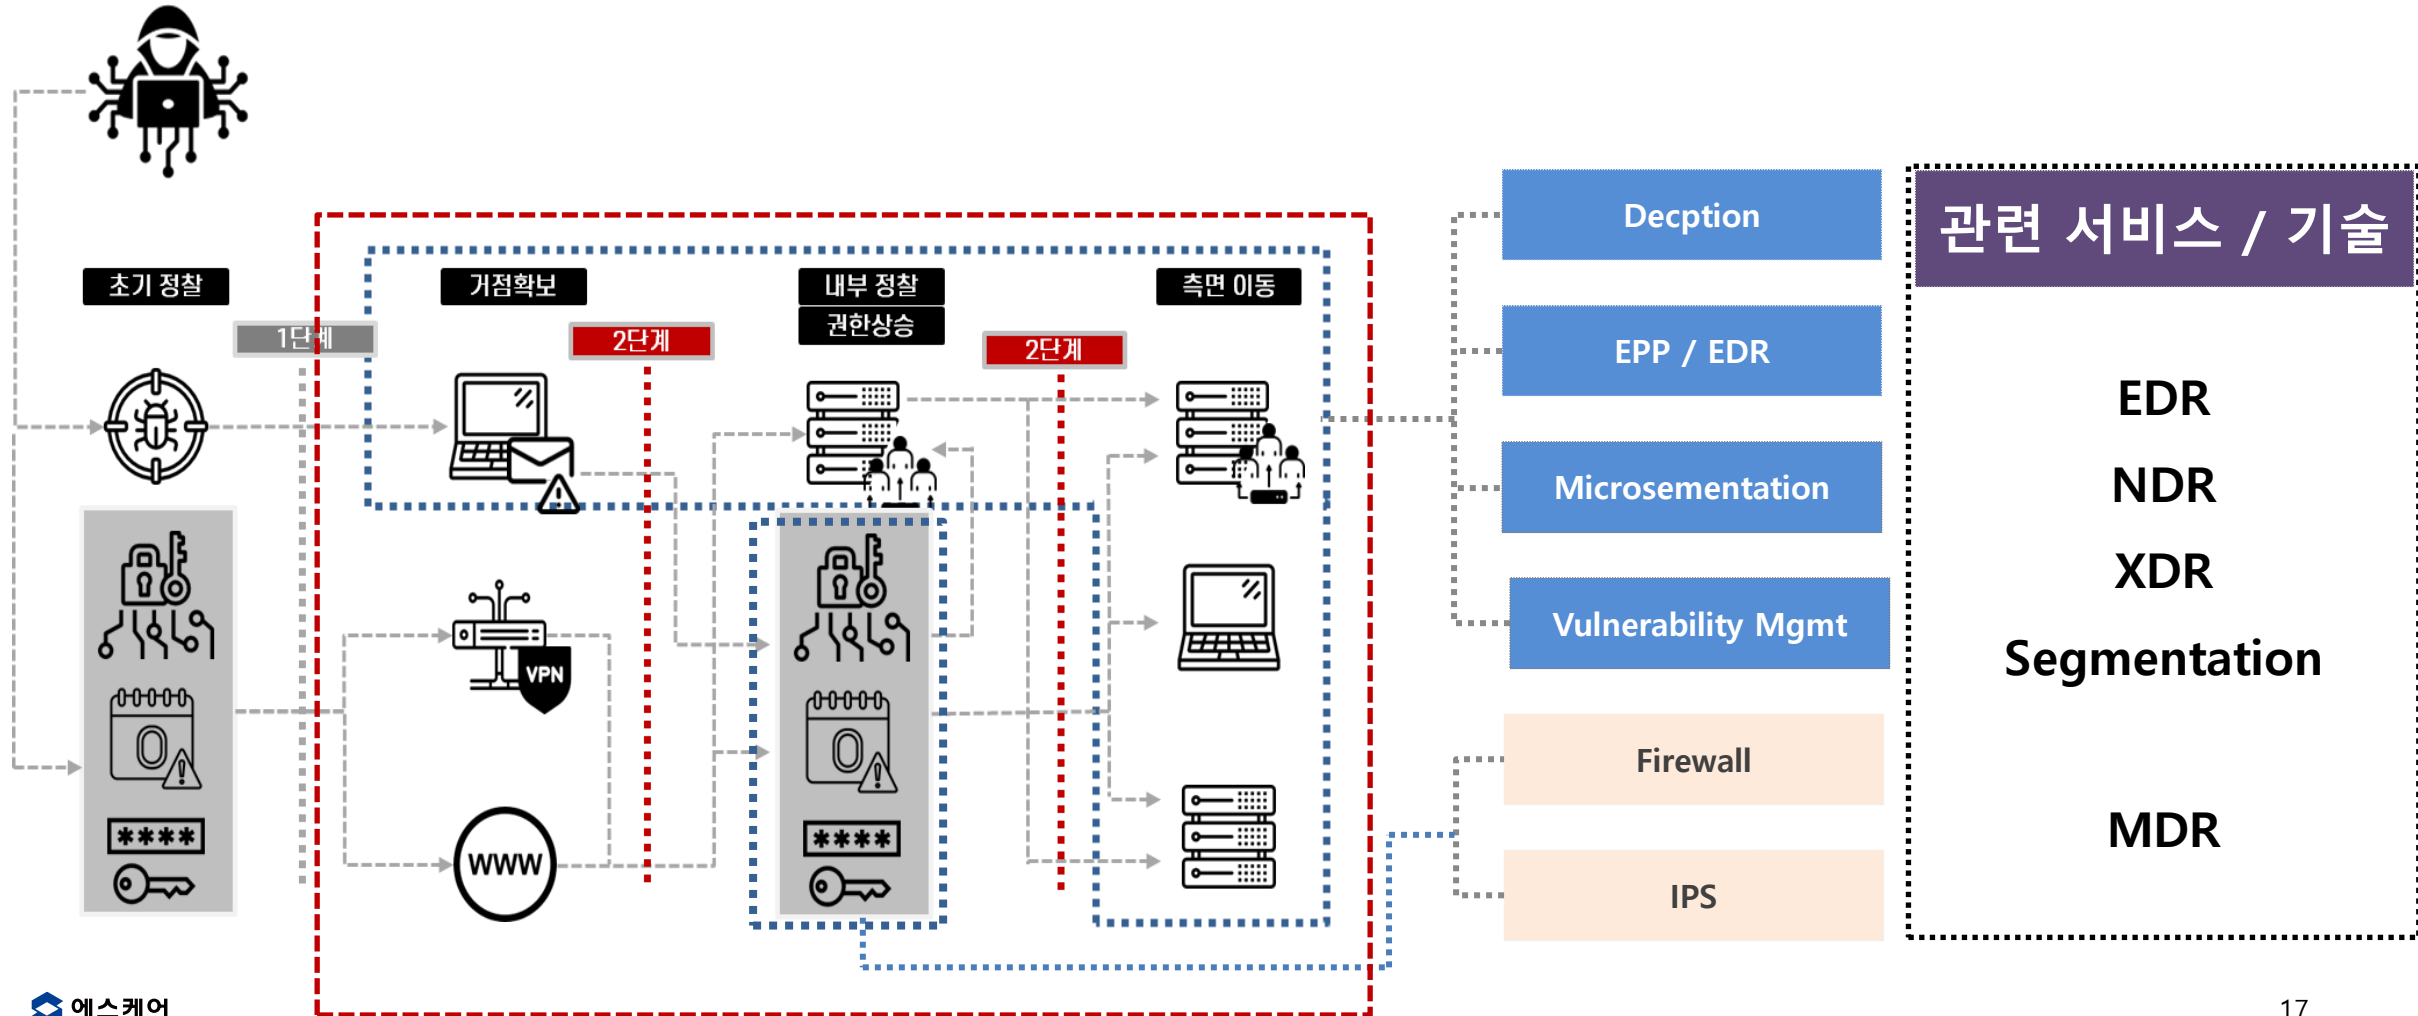 초기 정찰
거점확보
내부 정찰
권한상승
측면 이동
1단계
2단계
2단계
VPN
0
0
****
****
www
Decption
EPP / EDR
Microsementation
Vulnerability Mgmt
Firewall
IPS
관련 서비스 / 기술
EDR
NDR
XDR
Segmentation
MDR
에스케어
17